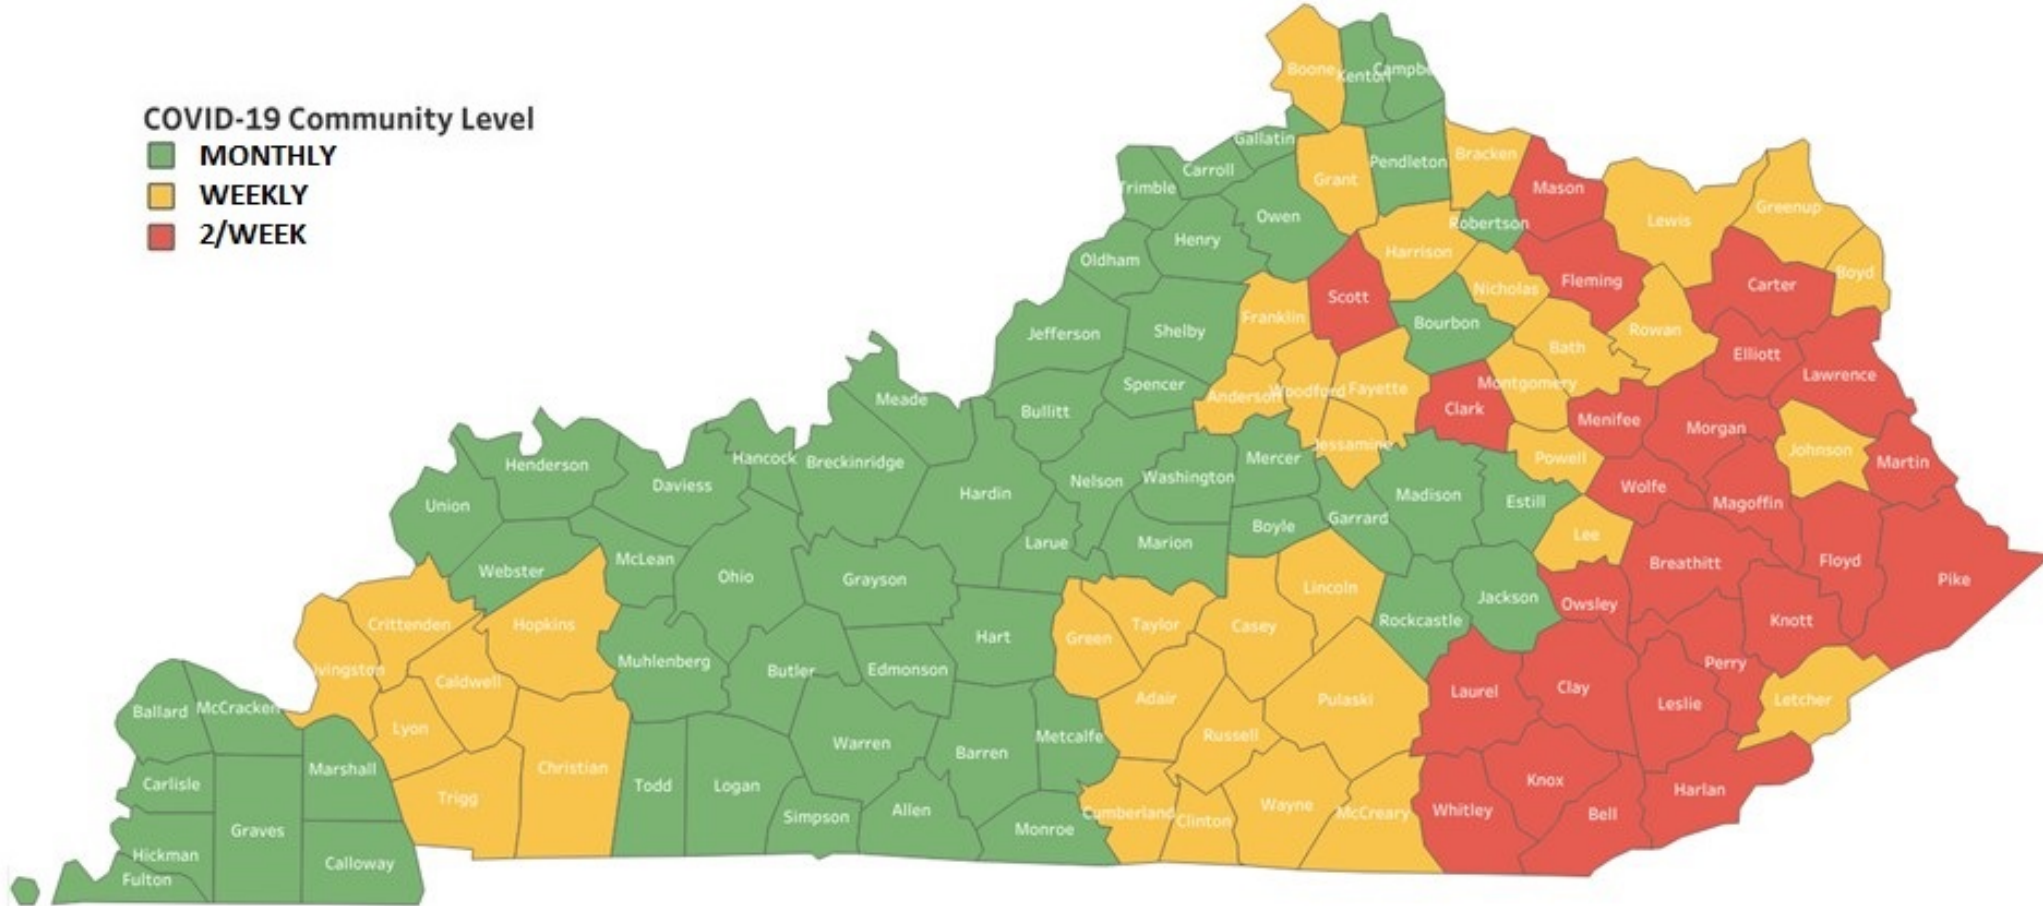 COVID-19 Community Level
MONTHLY
WEEKLY
2/WEEK
Boone
Kenton
Campbe
Gallatin
Carroll
Trimble
Grant
Pendleton
Bracken
Mason
Owen
Henry
Robertson
Lewis
Greenup
Oldham
Harrison
Boyd
Scott
Nicholas
Fleming
Carter
Franklin
Bourbon
Rowan
Jefferson
Shelby
Bath
Elliott
Lawrence
Spencer
Anderson
Woodford
Fayette
Montgomery
Meade
Bullitt
Clark
Menifee
Morgan
Jessamine
Johnson
Martin
Henderson
Hancock
Breckinridge
Mercer
Powell
Daviess
Hardin
Nelson
Washington
Madison
Estill
Wolfe
Magoffin
Union
Garrard
Boyle
Larue
Marion
Lee
McLean
Webster
Ohio
Grayson
Breathitt
Floyd
Pike
Lincoln
Jackson
Owsley
Crittenden
Hopkins
Hart
Green
Taylor
Casey
Rockcastle
Knott
Muhlenberg
Butler
Edmonson
Perry
ivingston
Caldwell
Adair
Pulaski
Laurel
Clay
Leslie
Letcher
Ballard
McCracken
Lyon
Warren
Barren
Metcalfe
Russell
Marshall
Christian
Carlisle
Todd
Logan
Knox
Harlan
Trigg
Simpson
Allen
Cumberland
Clinton
Wayne
McCreary
Whitley
Bell
Graves
Monroe
Hickman
Calloway
Fulton